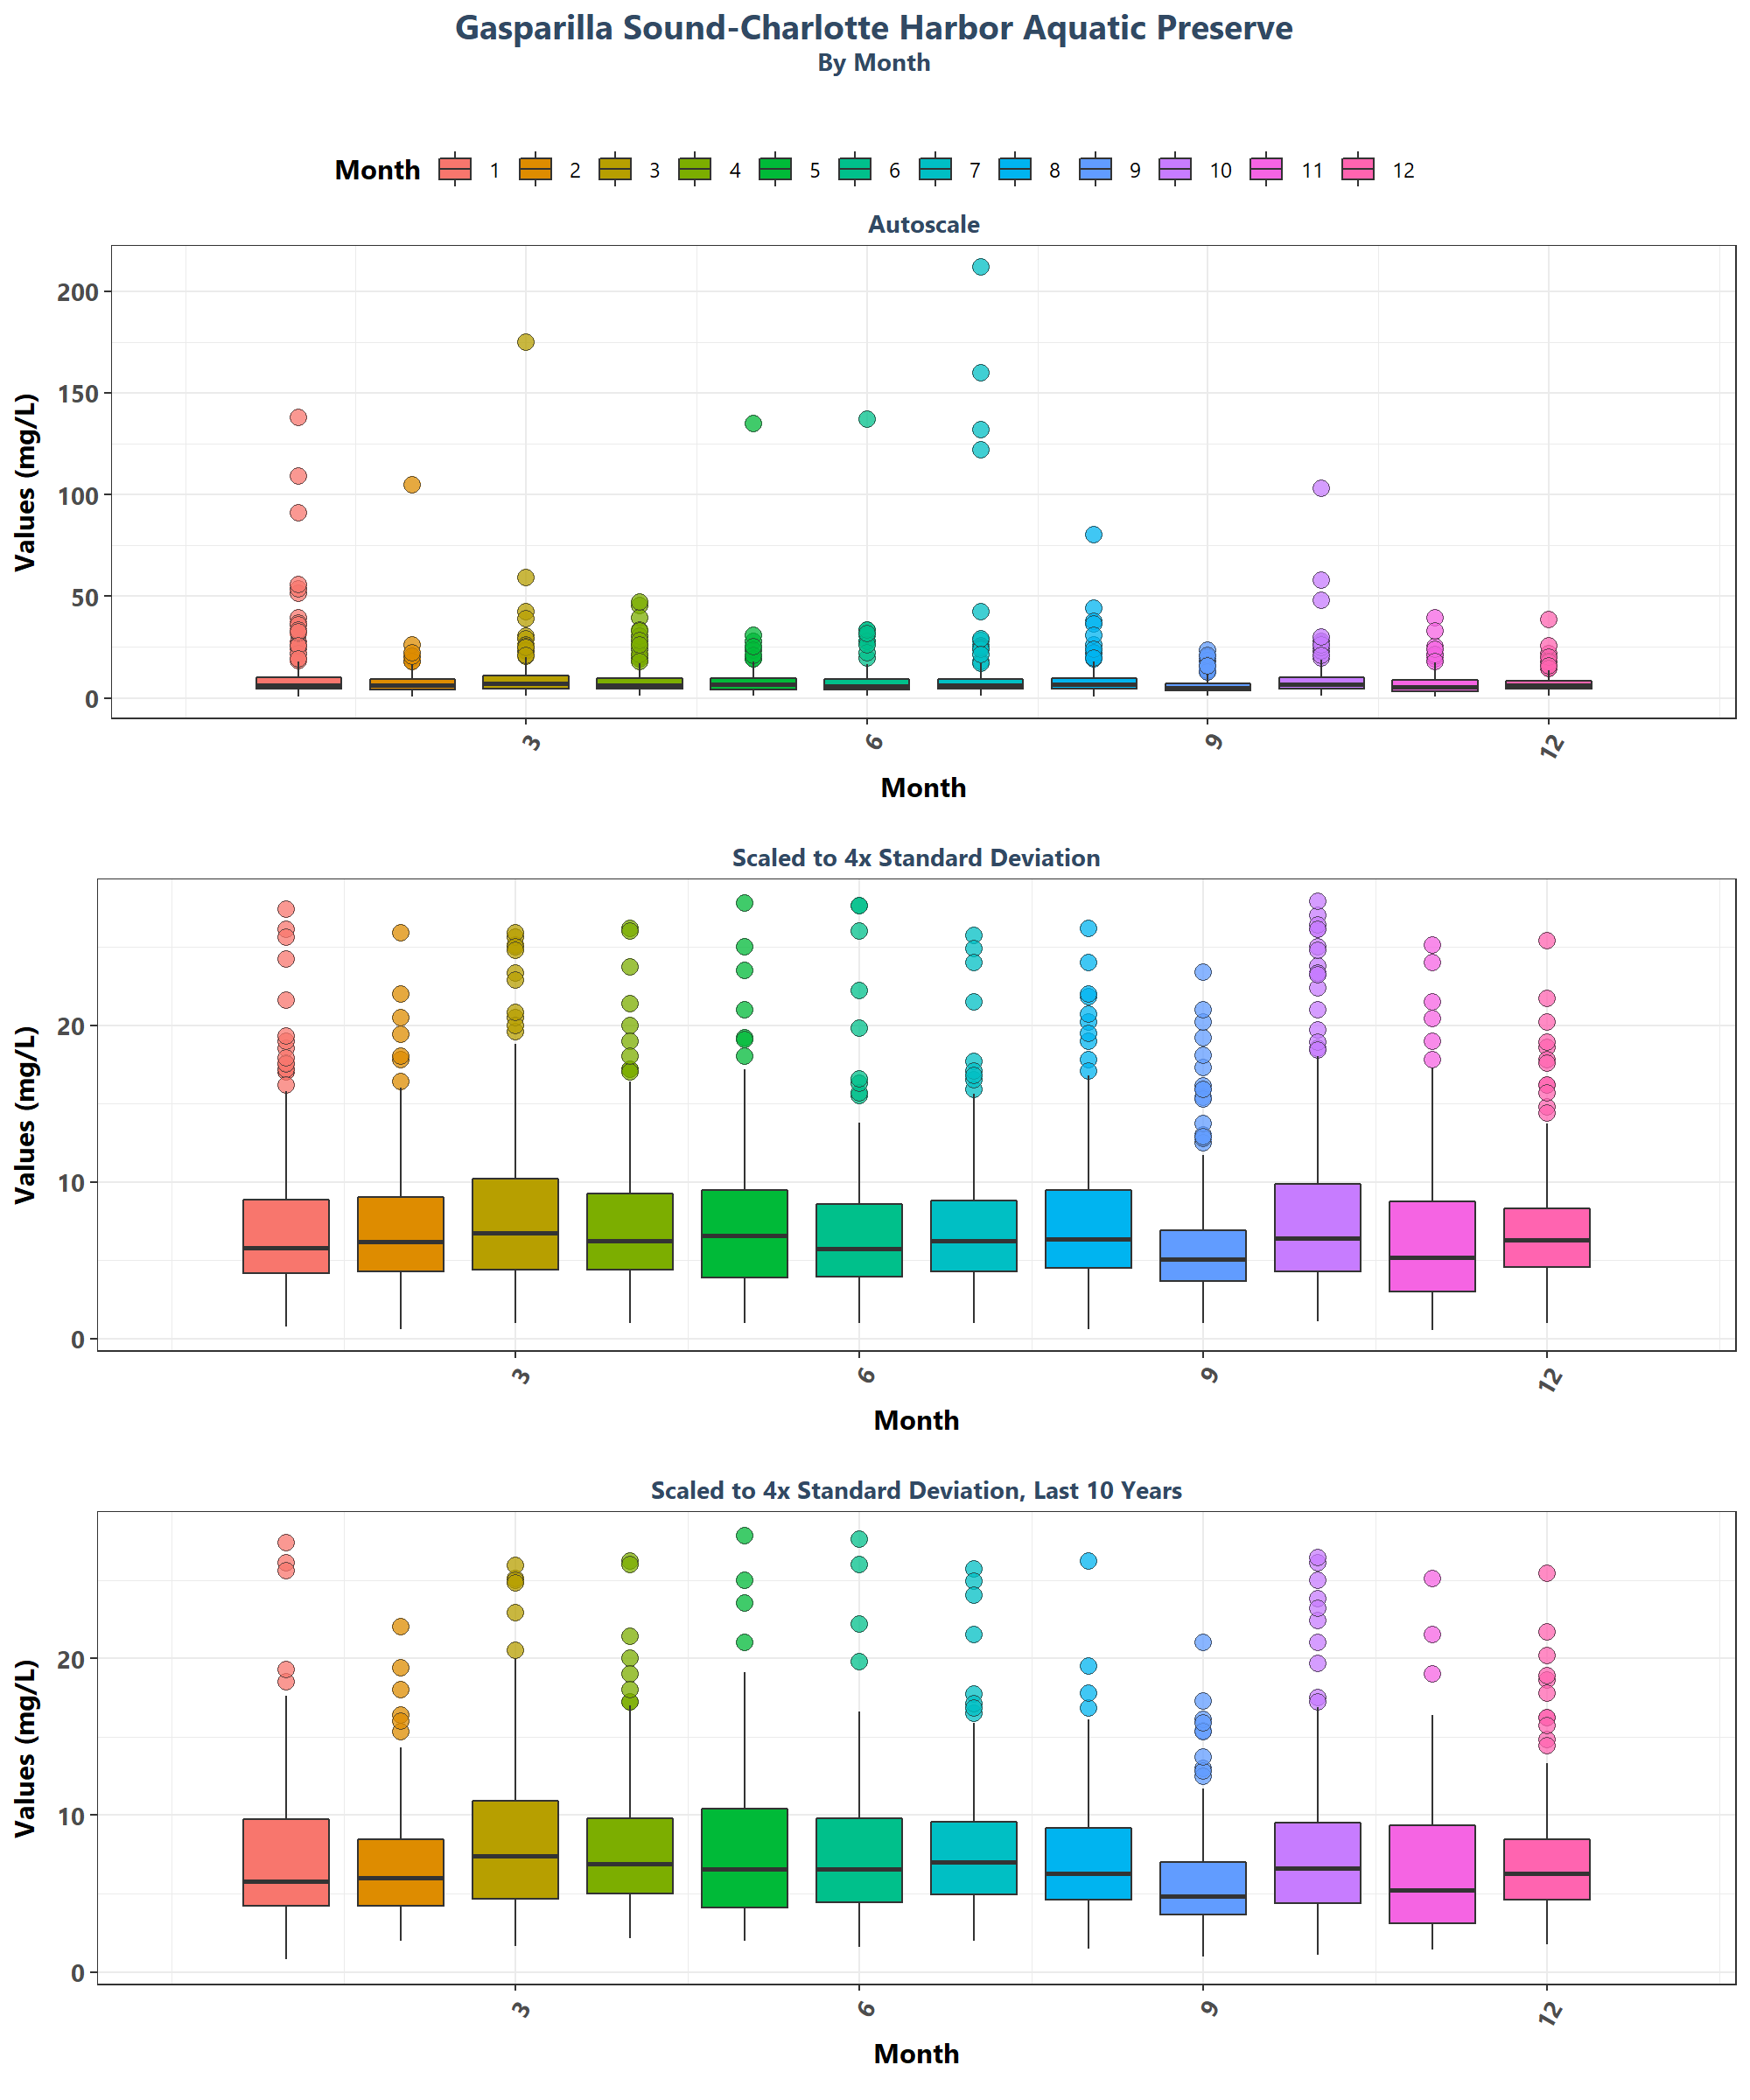 Gasparilla Sound-Charlotte Harbor Aquatic Preserve
By Month
Month 1 2 3 4 5 6 7 8 9 10 11 12
Autoscale
Values (mg/L)
200
150
100
50
0
3 6 9 12
Month
Scaled to 4x Standard Deviation
Values (mg/L)
20
10
0
3 6 9 12
Month
Scaled to 4x Standard Deviation, Last 10 Years
Values (mg/L)
20
10
0
3 6 9 12
Month